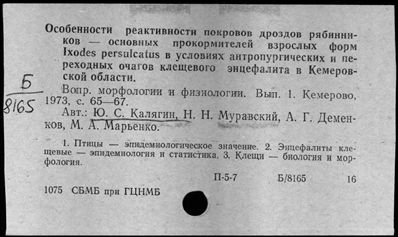 Особенности реактивности покровов дроздов рябинни-
ков — основных прокормителей взрослых форм
Ixodes persulcatus в условиях антропургических и пе-
реходных очагов клещевого энцефалита в Кемеров-
ской области.
Б
8165
Вопр. морфологии и физиологии. Вып. 1. Кемерово,
1973, с. 65—67.
Авт.: Ю. С. Калягин, Н. Н. Муравский, А. Г. Демен-
ков, М. А. Марьенко.
1. Птицы — эпидемиологическое значение. 2. Энцефалиты кле-
щевые — эпидемиология и статистика. 3. Клещи — биология и мор-
фология.
П-5-7 Б/8165 16
1075 СБМБ при ГЦНМБ